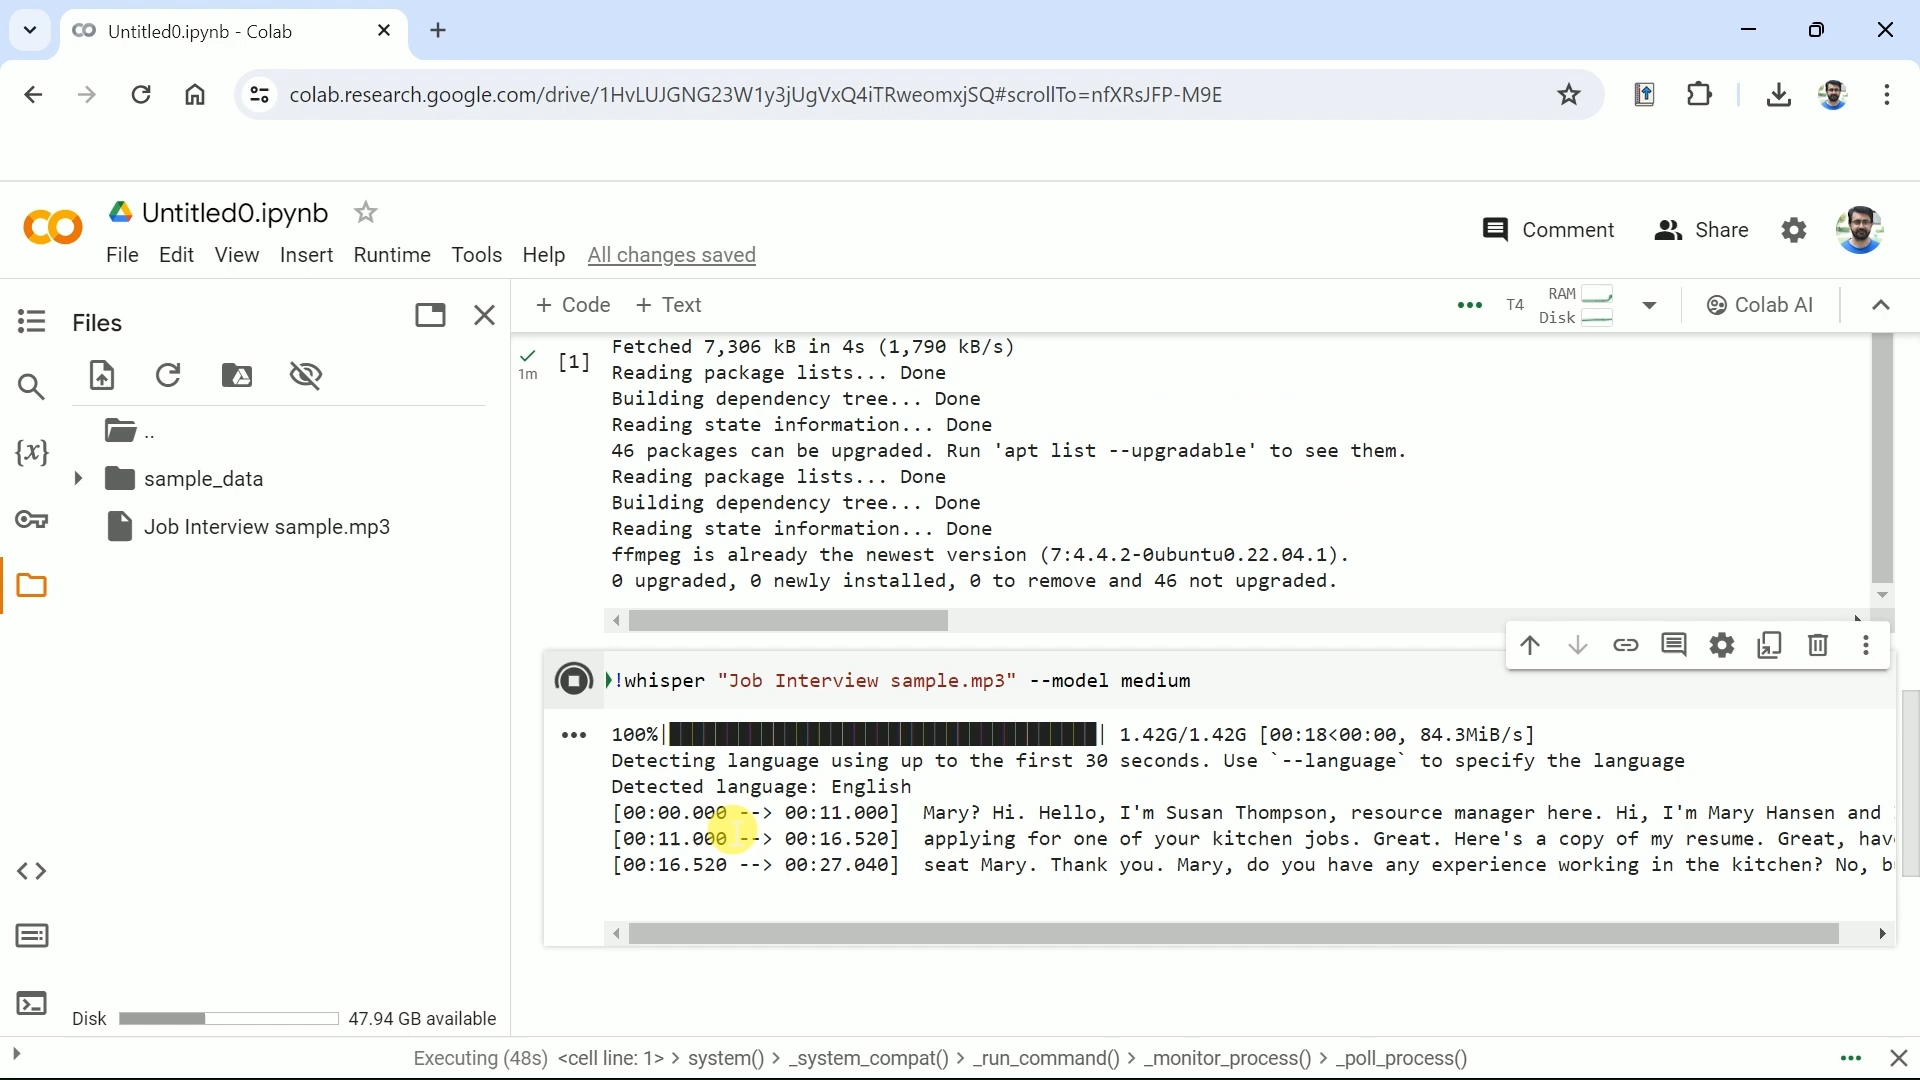 Untitled0.ipynb - Colab
colab.research.google.com/drive/1HvLUJGNG23W1y3jUgVxQ4iTRweomxjSQ#scrollTo=nfXRsJFP-M9E
Untitled0.ipynb
File Edit View Insert Runtime Tools Help All changes saved
Comment Share
Files
+ Code + Text
T4 RAM Disk Colab AI
..
sample_data
Job Interview sample.mp3
Disk 47.94 GB available
[1] 1m
Fetched 7,306 kB in 4s (1,790 kB/s)
Reading package lists... Done
Building dependency tree... Done
Reading state information... Done
46 packages can be upgraded. Run 'apt list --upgradable' to see them.
Reading package lists... Done
Building dependency tree... Done
Reading state information... Done
ffmpeg is already the newest version (7:4.4.2-0ubuntu0.22.04.1).
0 upgraded, 0 newly installed, 0 to remove and 46 not upgraded.
!whisper "Job Interview sample.mp3" --model medium
100%| | 1.42G/1.42G [00:18<00:00, 84.3MiB/s]
Detecting language using up to the first 30 seconds. Use `--language` to specify the language
Detected language: English
[00:00.000 --> 00:11.000] Mary? Hi. Hello, I'm Susan Thompson, resource manager here. Hi, I'm Mary Hansen and
[00:11.000 --> 00:16.520] applying for one of your kitchen jobs. Great. Here's a copy of my resume. Great, hav
[00:16.520 --> 00:27.040] seat Mary. Thank you. Mary, do you have any experience working in the kitchen? No, b
Executing (48s) <cell line: 1> > system() > _system_compat() > _run_command() > _monitor_process() > _poll_process()